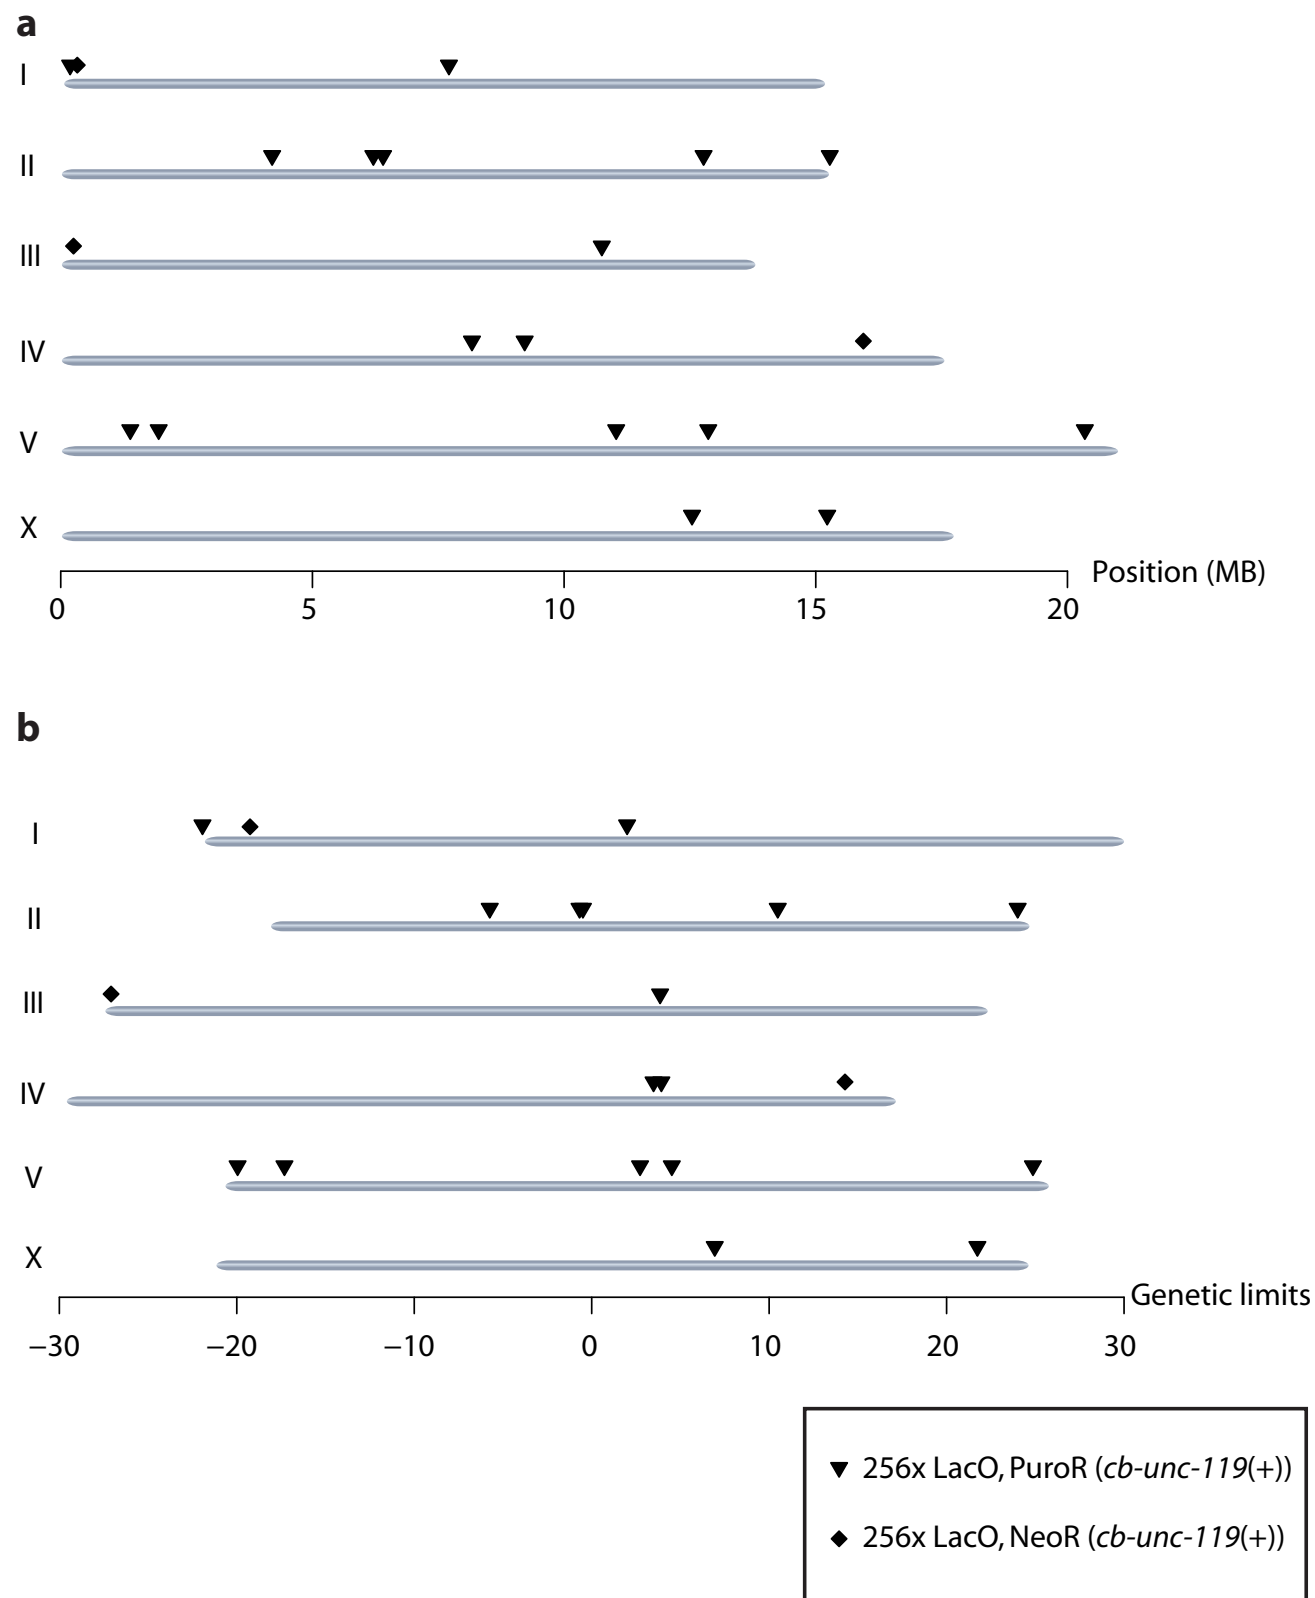 a
I
II
III
IV
V
X
Position (MB)
0 5 10 15 20
b
I
II
III
IV
V
X
Genetic limits
−30 −20 −10 0 10 20 30
256x LacO, PuroR (cb-unc-119(+))
256x LacO, NeoR (cb-unc-119(+))